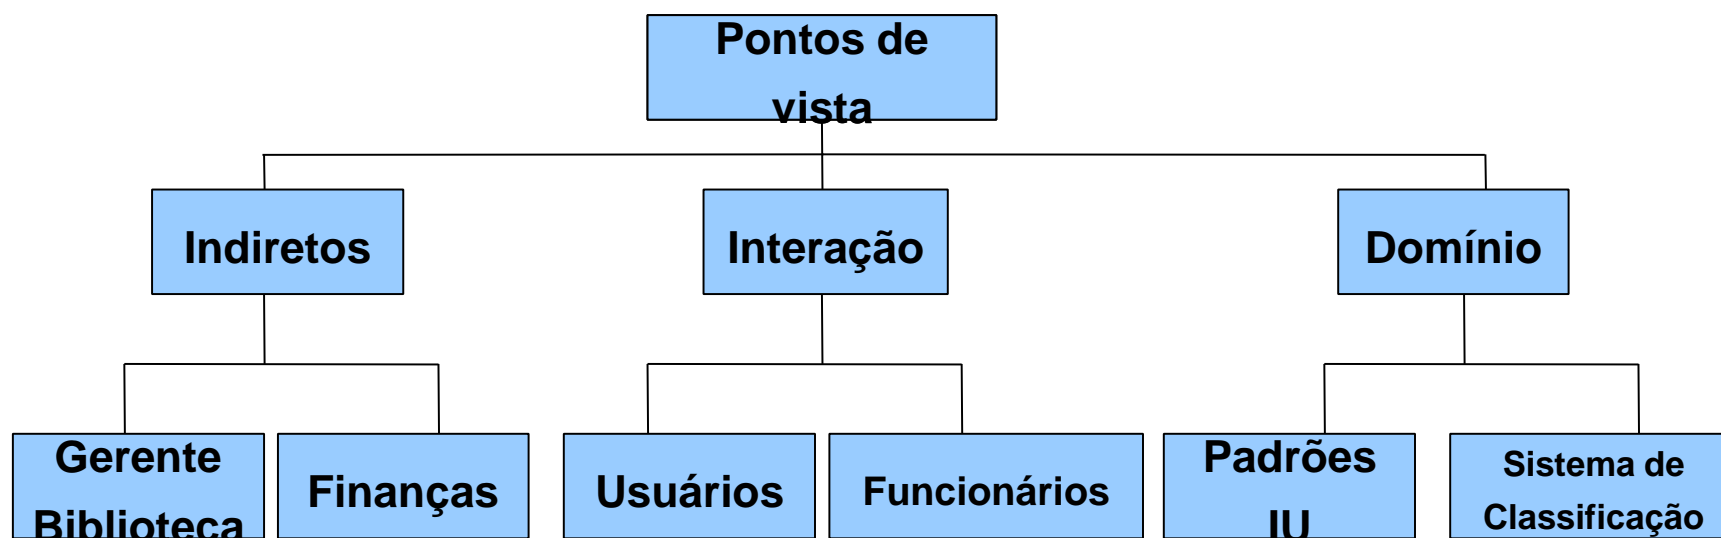 Pontos de
vista
Indiretos
Interação
Domínio
Gerente
Biblioteca
Finanças
Usuários
Funcionários
Padrões
IU
Sistema de
Classificação